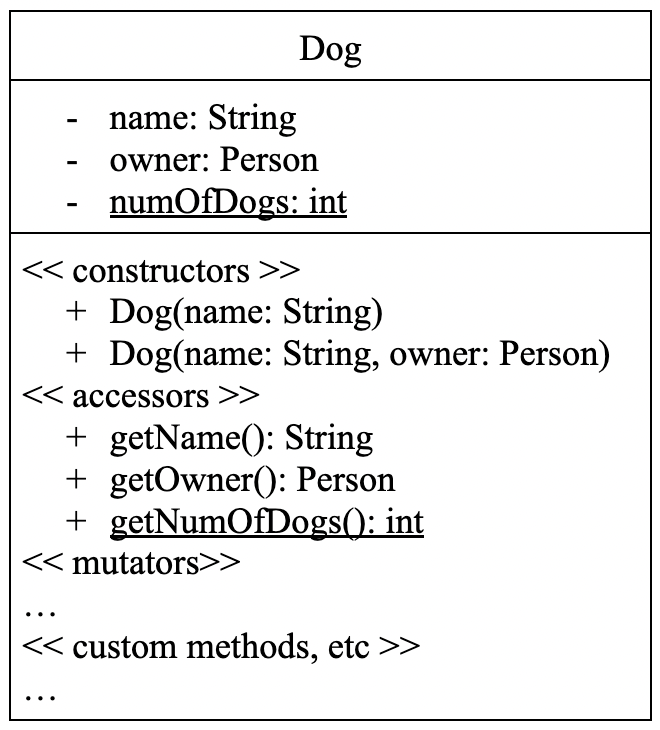 Dog
- name: String
- owner: Person
- numOfDogs: int
<< constructors >>
+ Dog(name: String)
+ Dog(name: String, owner: Person)
<< accessors >>
+ getName(): String
+ getOwner(): Person
+ getNumOfDogs(): int
<< mutators>>
…
<< custom methods, etc >>
…